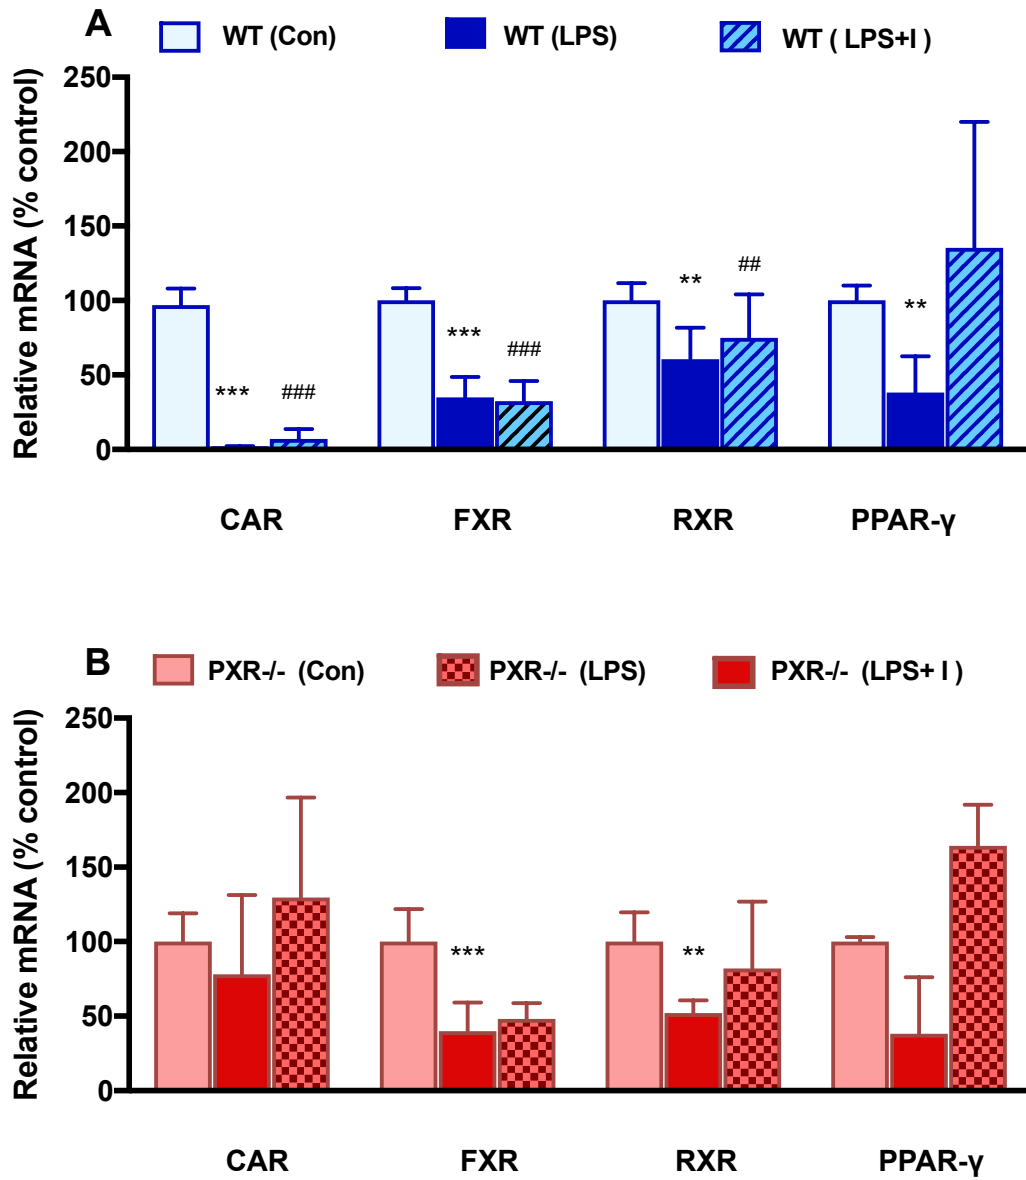 A
WT (Con) WT (LPS) WT ( LPS+I )
Relative mRNA (% control)
250
200
150
100
50
0
*** ### *** ### ** ## **
CAR FXR RXR PPAR-γ
B
PXR-/- (Con) PXR-/- (LPS) PXR-/- (LPS+ I )
Relative mRNA (% control)
250
200
150
100
50
0
*** **
CAR FXR RXR PPAR-γ